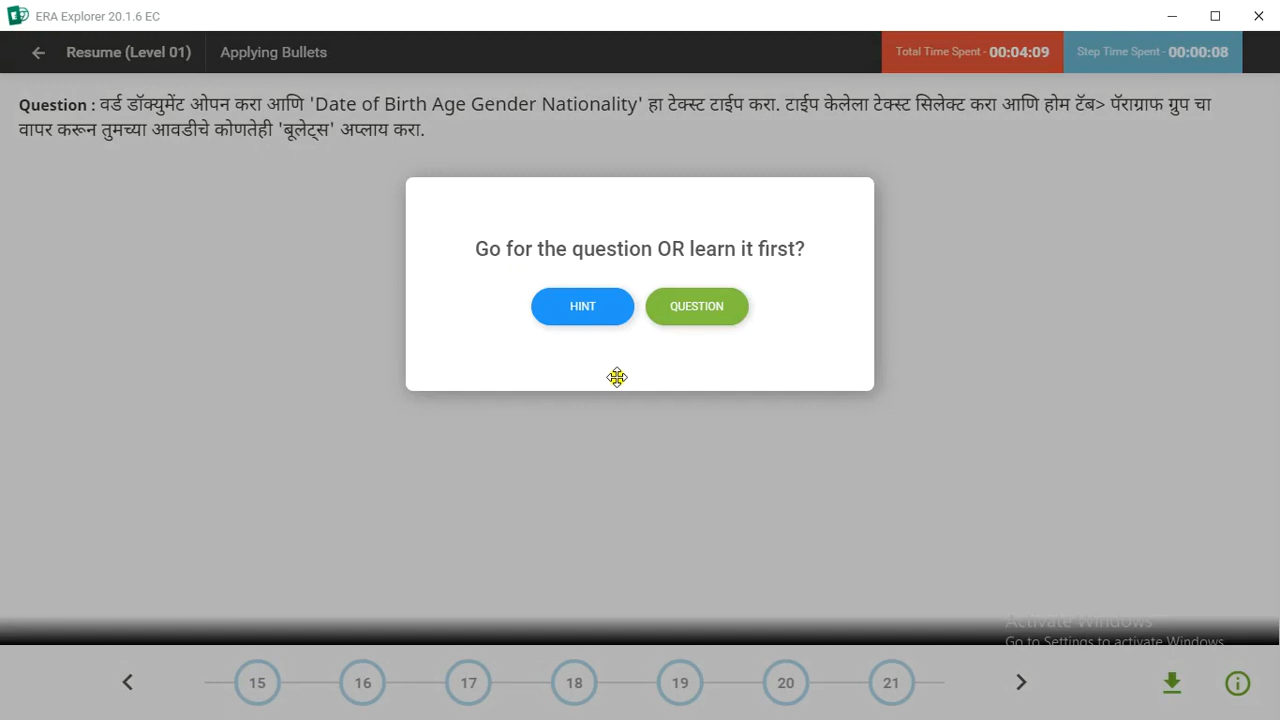 ERA Explorer 20.1.6 EC
Resume (Level 01) Applying Bullets Total Time Spent - 00:04:09 Step Time Spent - 00:00:08
Question : वर्ड डॉक्युमेंट ओपन करा आणि 'Date of Birth Age Gender Nationality' हा टेक्स्ट टाईप करा. टाईप केलेला टेक्स्ट सिलेक्ट करा आणि होम टॅब> पॅराग्राफ ग्रुप चा
वापर करून तुमच्या आवडीचे कोणतेही 'बूलेट्स' अप्लाय करा.
Go for the question OR learn it first?
HINT QUESTION
Activate Windows
Go to Settings to activate Windows.
15 16 17 18 19 20 21